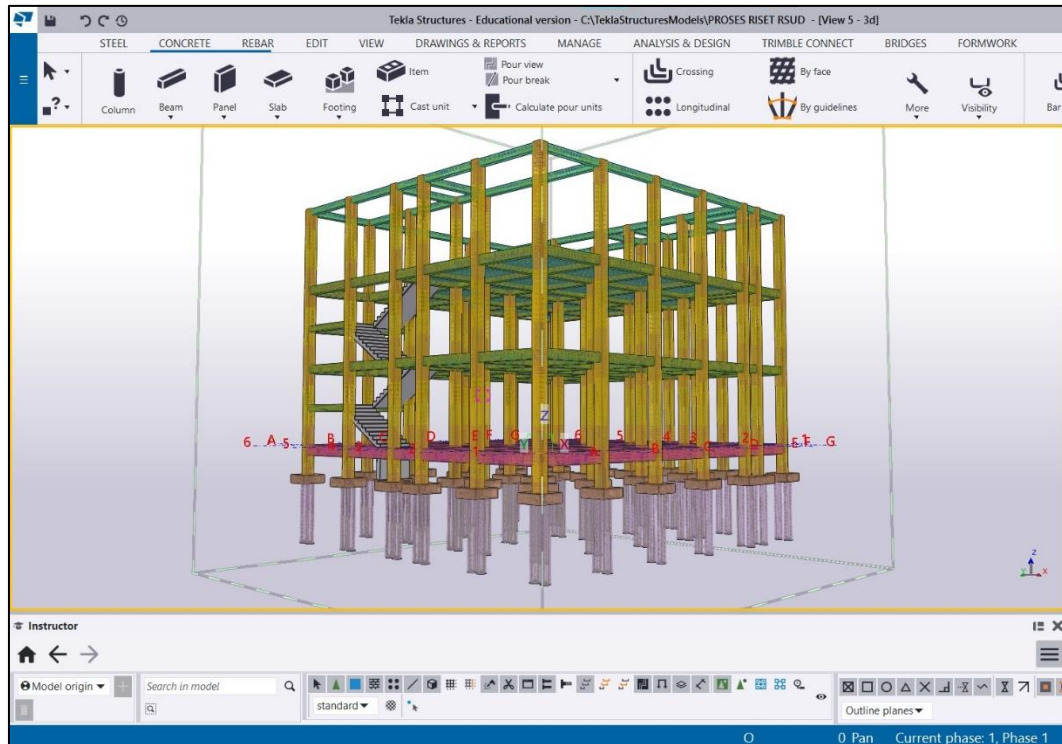 Tekla Structures - Educational version - C:\TeklaStructuresModels\PROSES RISET RSUD - [View 5 - 3d]
STEEL CONCRETE REBAR EDIT VIEW DRAWINGS & REPORTS MANAGE ANALYSIS & DESIGN TRIMBLE CONNECT BRIDGES FORMWORK
Column
Beam
Panel
Slab
Footing
Item
Cast unit
Pour view
Pour break
Calculate pour units
Crossing
Longitudinal
By face
By guidelines
More
Visibility
Bar
Z
6 A 5 B C D E F G 6 5 4 3 2 1 G
Y X
1 A B C D E F
z
x
Instructor
Model origin
Search in model
standard
Outline planes
0 Pan Current phase: 1, Phase 1